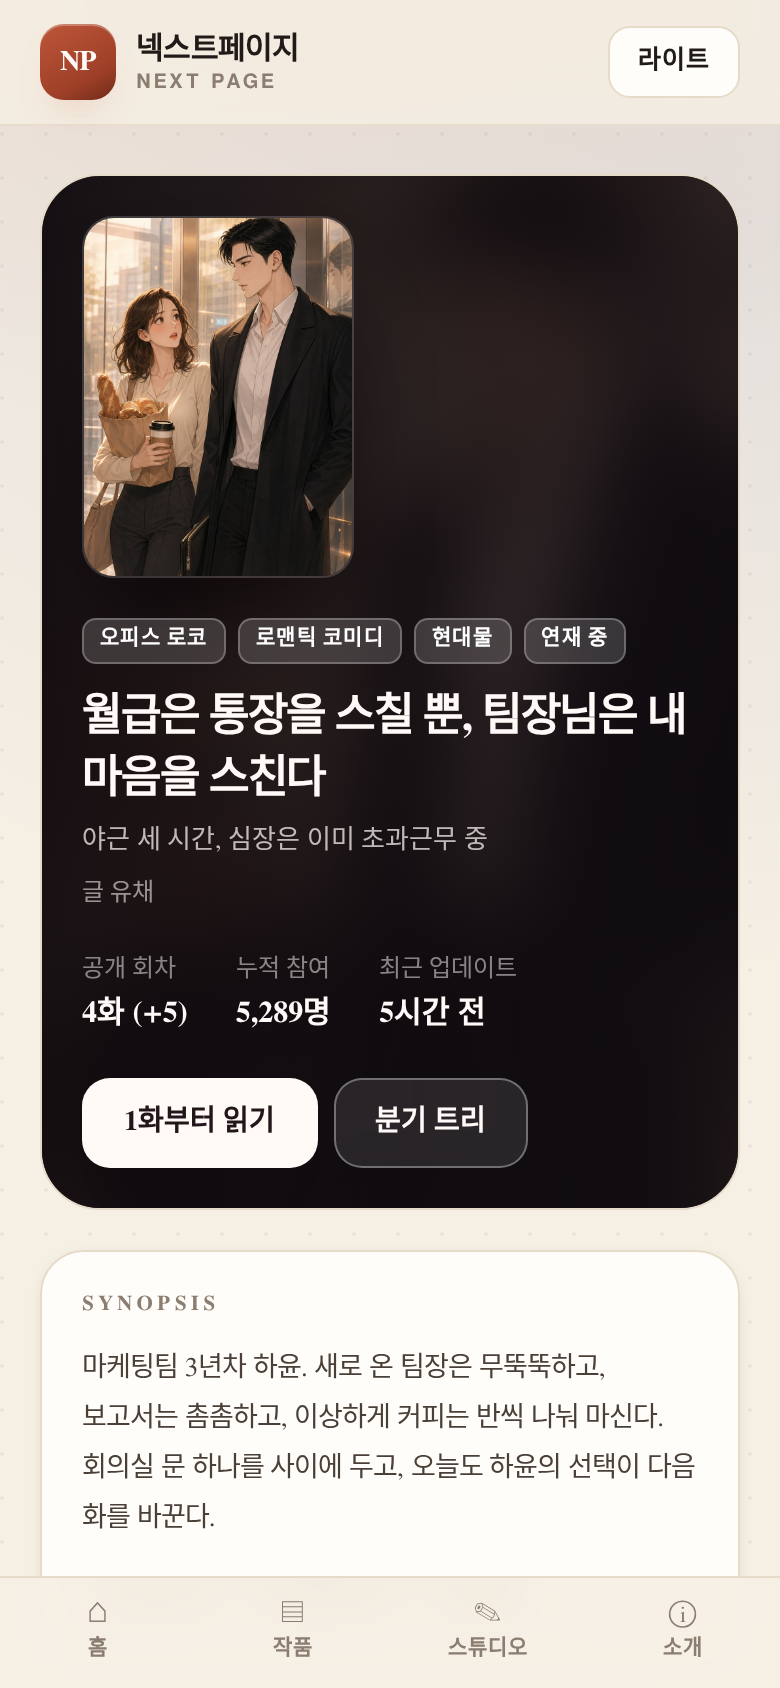 NP
넥스트페이지
NEXT PAGE
라이트
오피스 로코
로맨틱 코미디
현대물
연재 중
월급은 통장을 스칠 뿐, 팀장님은 내
마음을 스친다
야근 세 시간, 심장은 이미 초과근무 중
글 유채
공개 회차
누적 참여
최근 업데이트
4화 (+5)
5,289명
5시간 전
1화부터 읽기
분기 트리
SYNOPSIS
마케팅팀 3년차 하윤. 새로 온 팀장은 무뚝뚝하고,
보고서는 촘촘하고, 이상하게 커피는 반씩 나눠 마신다.
회의실 문 하나를 사이에 두고, 오늘도 하윤의 선택이 다음
화를 바꾼다.
홈
작품
스튜디오
소개